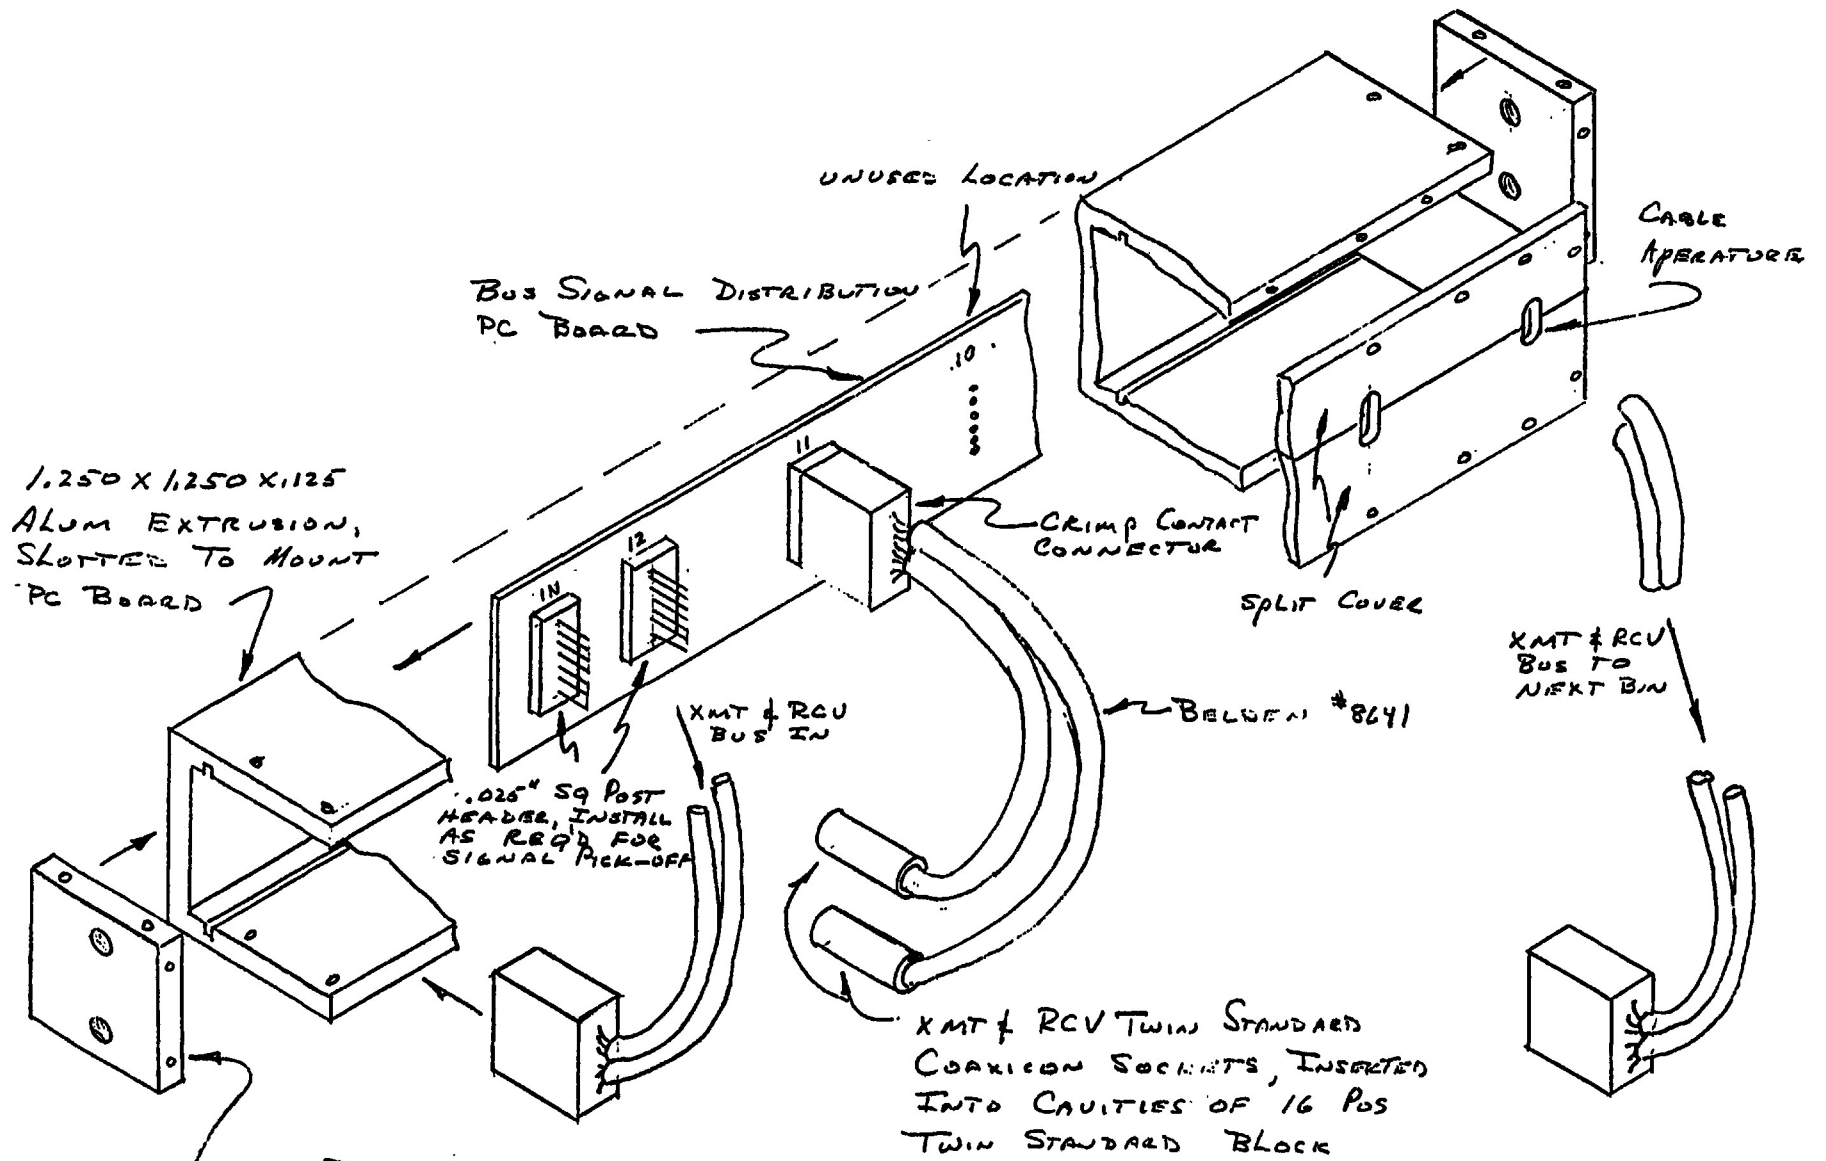 UNUSED LOCATION
CABLE
APERATURE
BUS SIGNAL DISTRIBUTION
PC BOARD
10
11
12
IN
1.250 X 1.250 X .125
ALUM EXTRUSION,
SLOTTED TO MOUNT
PC BOARD
CRIMP CONTACT
CONNECTOR
SPLIT COVER
XMT & RCV
BUS TO
NEXT BIN
XMT & RCV
BUS IN
BELDEN #8641
.025" SQ POST
HEADER, INSTALL
AS REQ'D FOR
SIGNAL PICK-OFF
XMT & RCV TWIN STANDARD
COAXICON SOCKETS, INSERTED
INTO CAVITIES OF 16 POS
TWIN STANDARD BLOCK